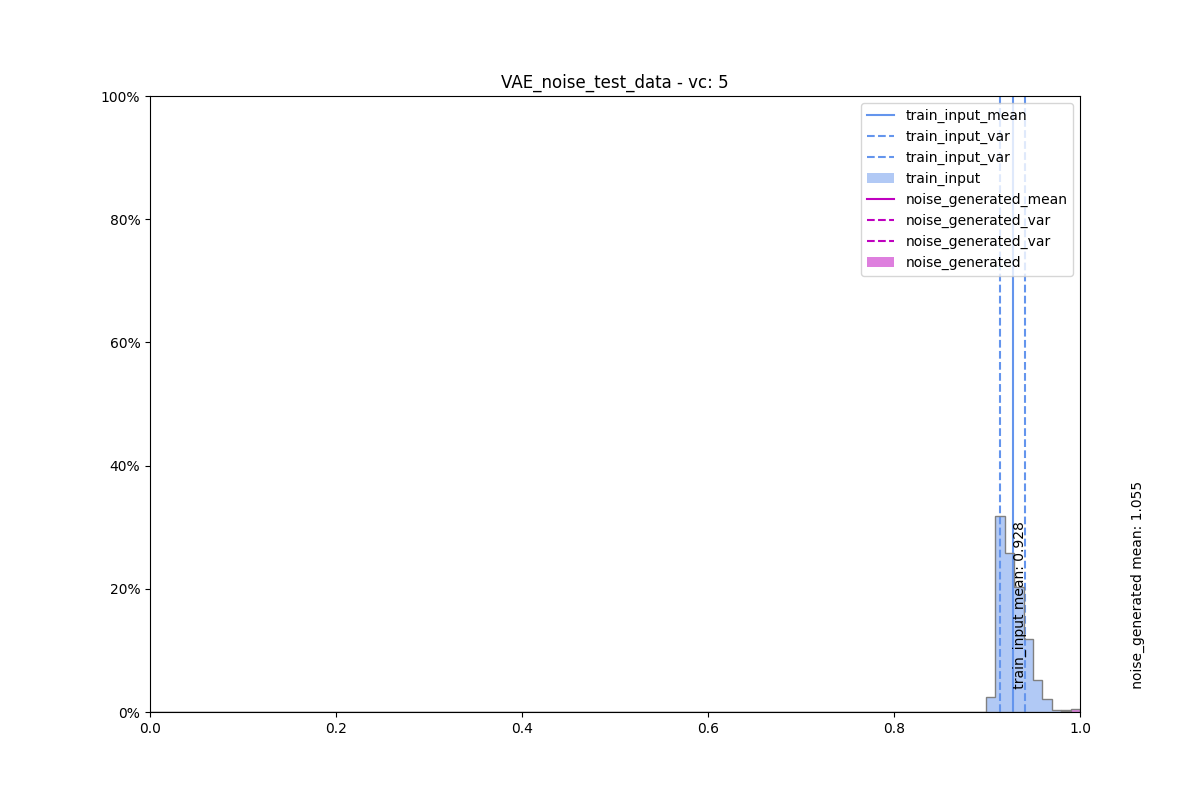 VAE_noise_test_data - vc: 5
100%
80%
60%
40%
20%
0%
0.0
0.2
0.4
0.6
0.8
1.0
train_input_mean
train_input_var
train_input_var
train_input
noise_generated_mean
noise_generated_var
noise_generated_var
noise_generated
train_input mean: 0.928
noise_generated mean: 1.055